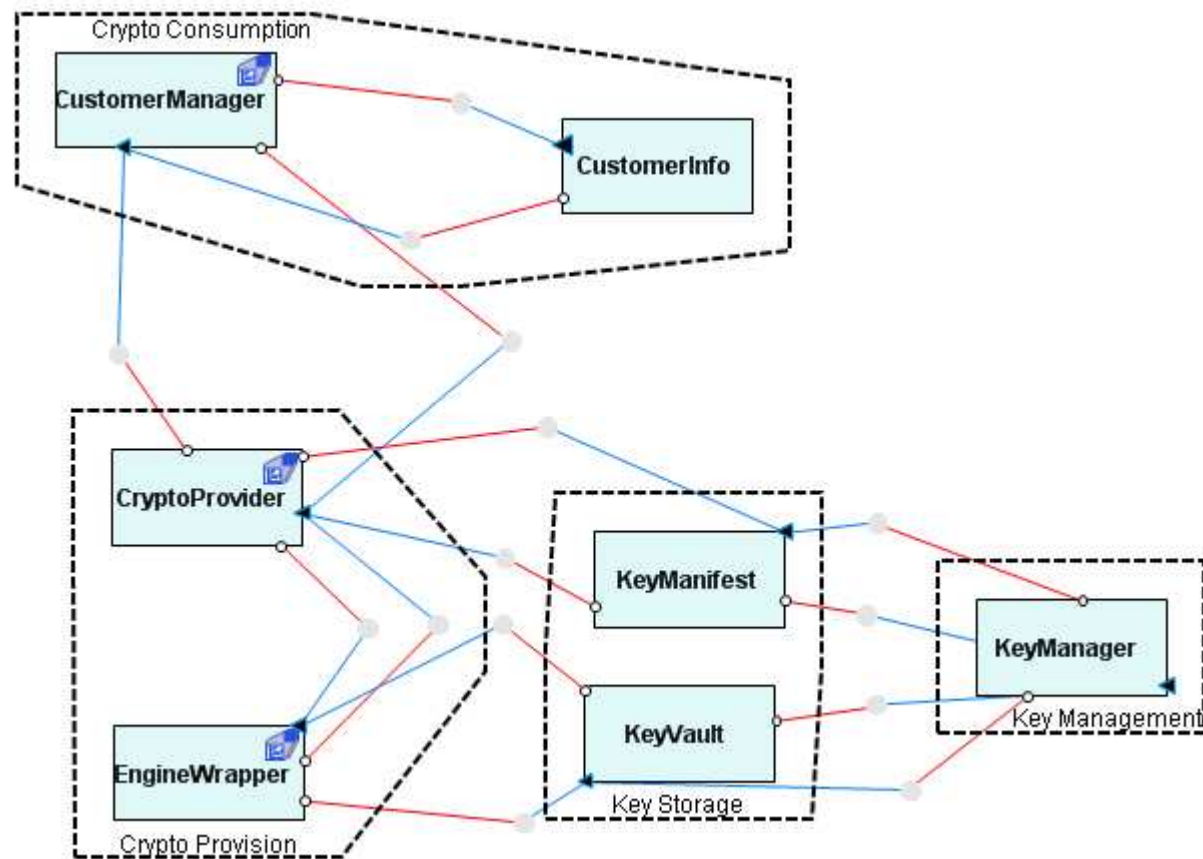 Crypto Consumption
CustomerManager
CustomerInfo
CryptoProvider
KeyManifest
KeyManager
Key Management
KeyVault
EngineWrapper
Key Storage
Crypto Provision